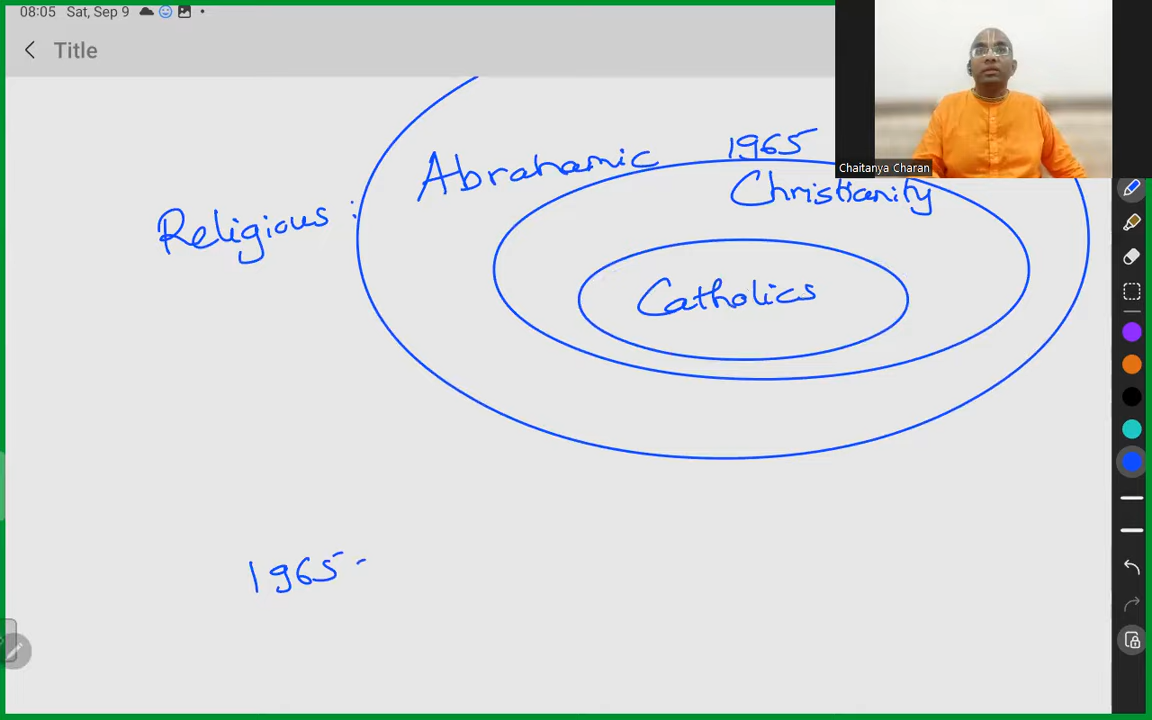 08:05 Sat, Sep 9
Title
Abrahamic 1965
Chaitanya Charan
Christianity
Religious :
Catholics
1965 -